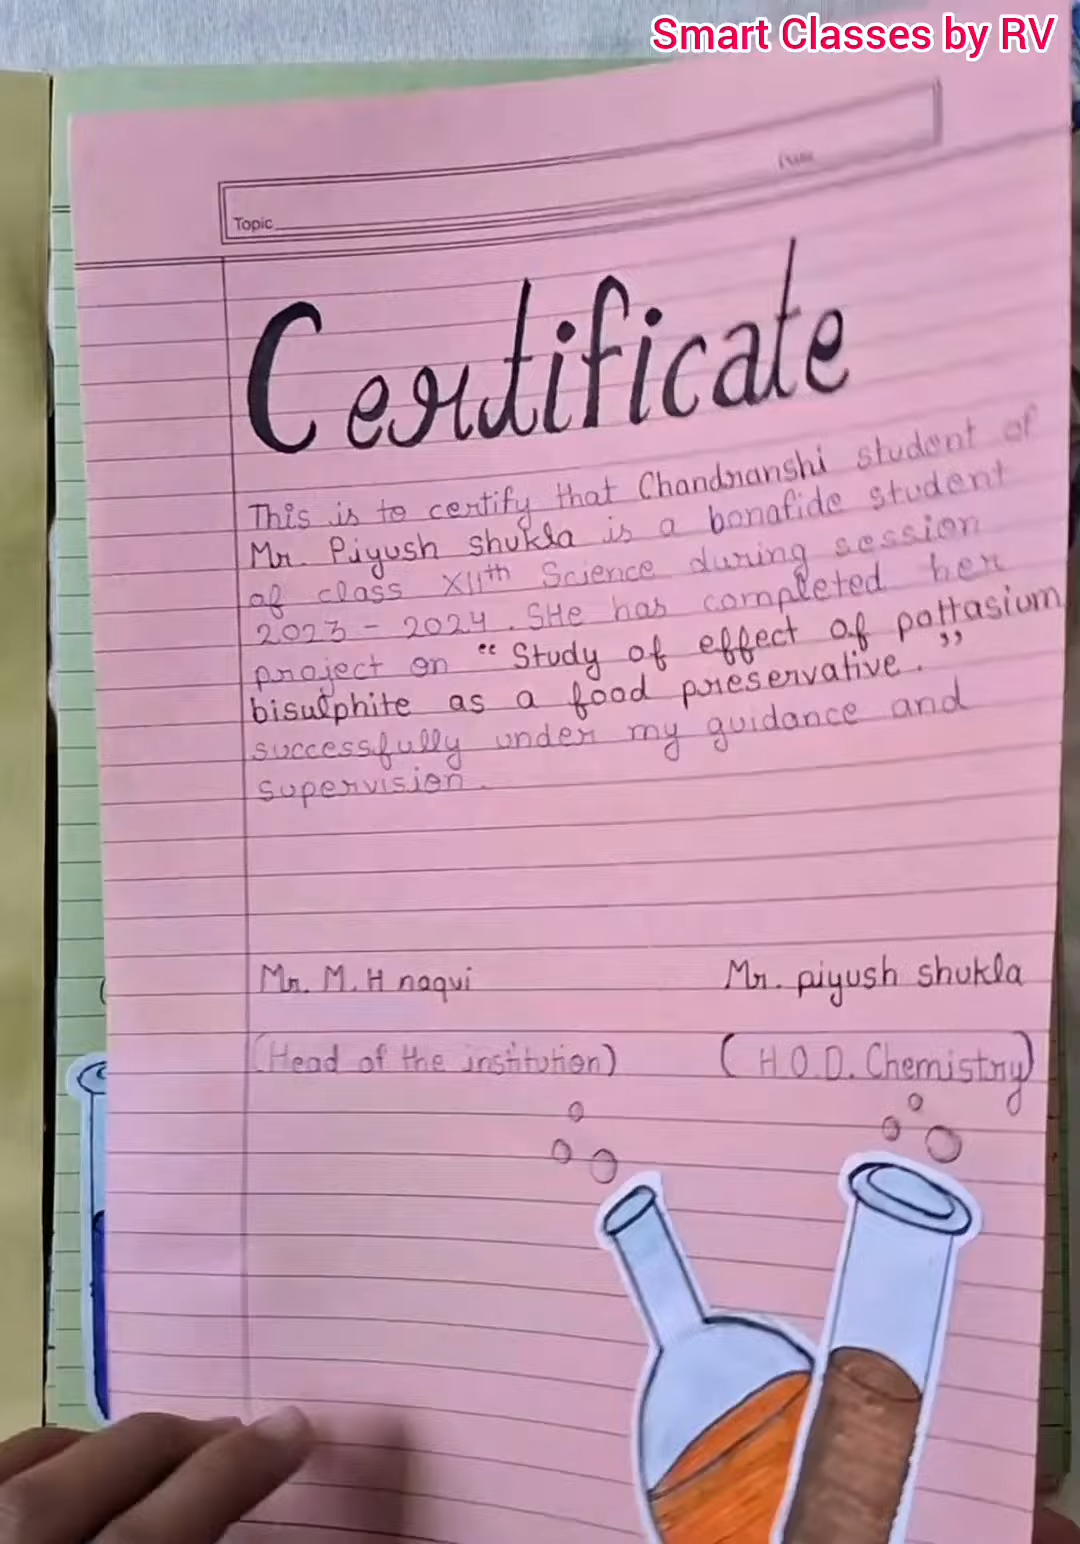 Smart Classes by RV
Topic
Date
Certificate
This is to certify that Chandranshi student of
Mr. Piyush Shukla is a bonafide student
of class XIIth Science during session
2023 - 2024. SHe has completed her
project on "Study of effect of pottasium
bisulphite as a food preservative."
successfully under my guidance and
supervision.
Mr. M. H naqui
Mr. piyush shukla
(Head of the institution)
(H.O.D. Chemistry)